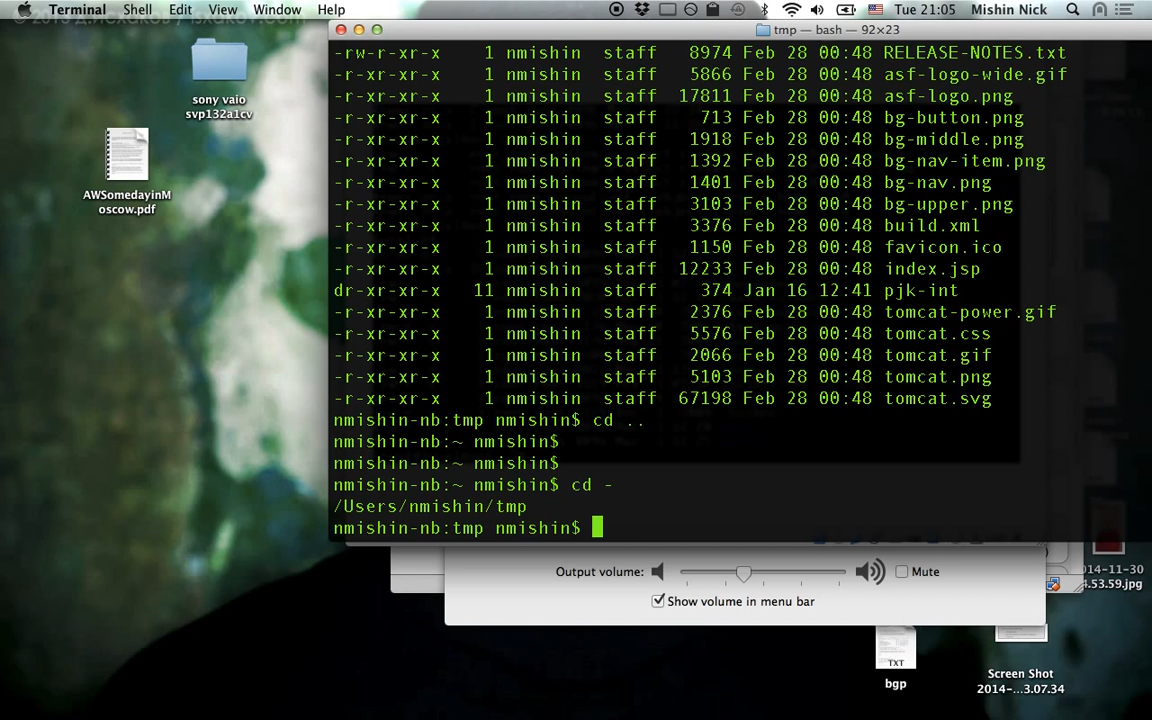 Terminal Shell Edit View Window Help Tue 21:05 Mishin Nick
tmp — bash — 92×23
-rw-r-xr-x 1 nmishin staff 8974 Feb 28 00:48 RELEASE-NOTES.txt
-r-xr-xr-x 1 nmishin staff 5866 Feb 28 00:48 asf-logo-wide.gif
-r-xr-xr-x 1 nmishin staff 17811 Feb 28 00:48 asf-logo.png
-r-xr-xr-x 1 nmishin staff 713 Feb 28 00:48 bg-button.png
-r-xr-xr-x 1 nmishin staff 1918 Feb 28 00:48 bg-middle.png
-r-xr-xr-x 1 nmishin staff 1392 Feb 28 00:48 bg-nav-item.png
-r-xr-xr-x 1 nmishin staff 1401 Feb 28 00:48 bg-nav.png
-r-xr-xr-x 1 nmishin staff 3103 Feb 28 00:48 bg-upper.png
-r-xr-xr-x 1 nmishin staff 3376 Feb 28 00:48 build.xml
-r-xr-xr-x 1 nmishin staff 1150 Feb 28 00:48 favicon.ico
-r-xr-xr-x 1 nmishin staff 12233 Feb 28 00:48 index.jsp
dr-xr-xr-x 11 nmishin staff 374 Jan 16 12:41 pjk-int
-r-xr-xr-x 1 nmishin staff 2376 Feb 28 00:48 tomcat-power.gif
-r-xr-xr-x 1 nmishin staff 5576 Feb 28 00:48 tomcat.css
-r-xr-xr-x 1 nmishin staff 2066 Feb 28 00:48 tomcat.gif
-r-xr-xr-x 1 nmishin staff 5103 Feb 28 00:48 tomcat.png
-r-xr-xr-x 1 nmishin staff 67198 Feb 28 00:48 tomcat.svg
nmishin-nb:tmp nmishin$ cd ..
nmishin-nb:~ nmishin$
nmishin-nb:~ nmishin$
nmishin-nb:~ nmishin$ cd -
/Users/nmishin/tmp
nmishin-nb:tmp nmishin$
sony vaio
svp132a1cv
AWSomedayinM
oscow.pdf
Output volume: Mute
Show volume in menu bar
014-11-30
4.53.59.jpg
TXT
bgp
Screen Shot
2014-...3.07.34